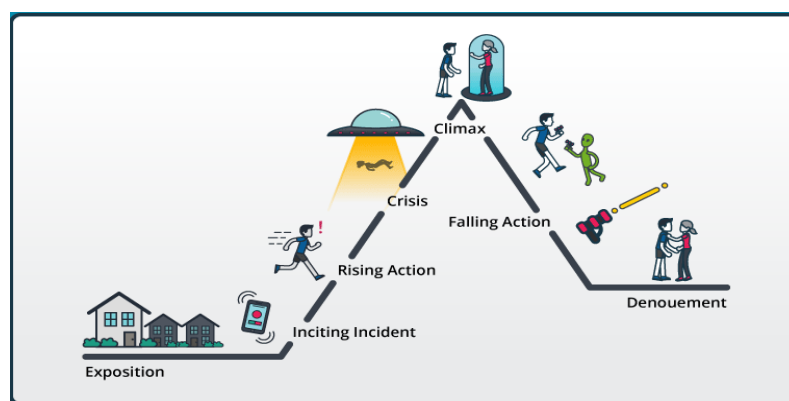 Climax
Crisis
Falling Action
Rising Action
Denouement
Inciting Incident
Exposition